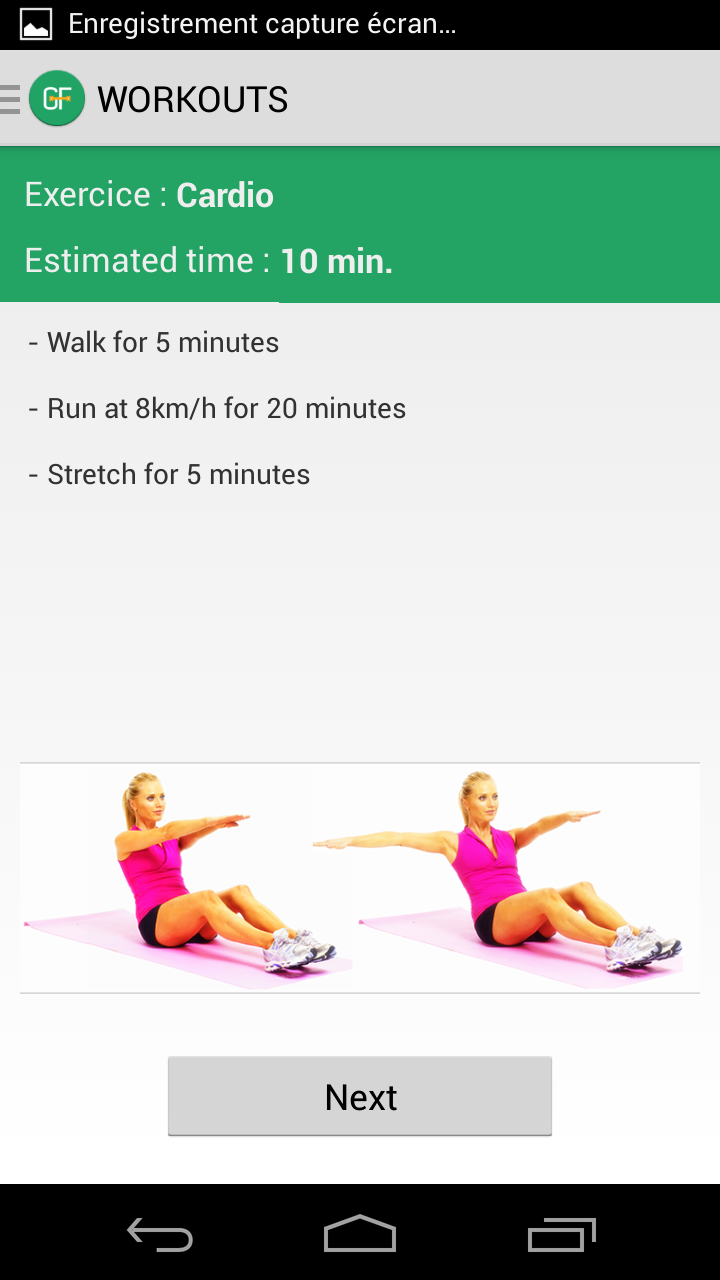 Enregistrement capture écran...
GF WORKOUTS
Exercice : Cardio
Estimated time : 10 min.
- Walk for 5 minutes
- Run at 8km/h for 20 minutes
- Stretch for 5 minutes
Next